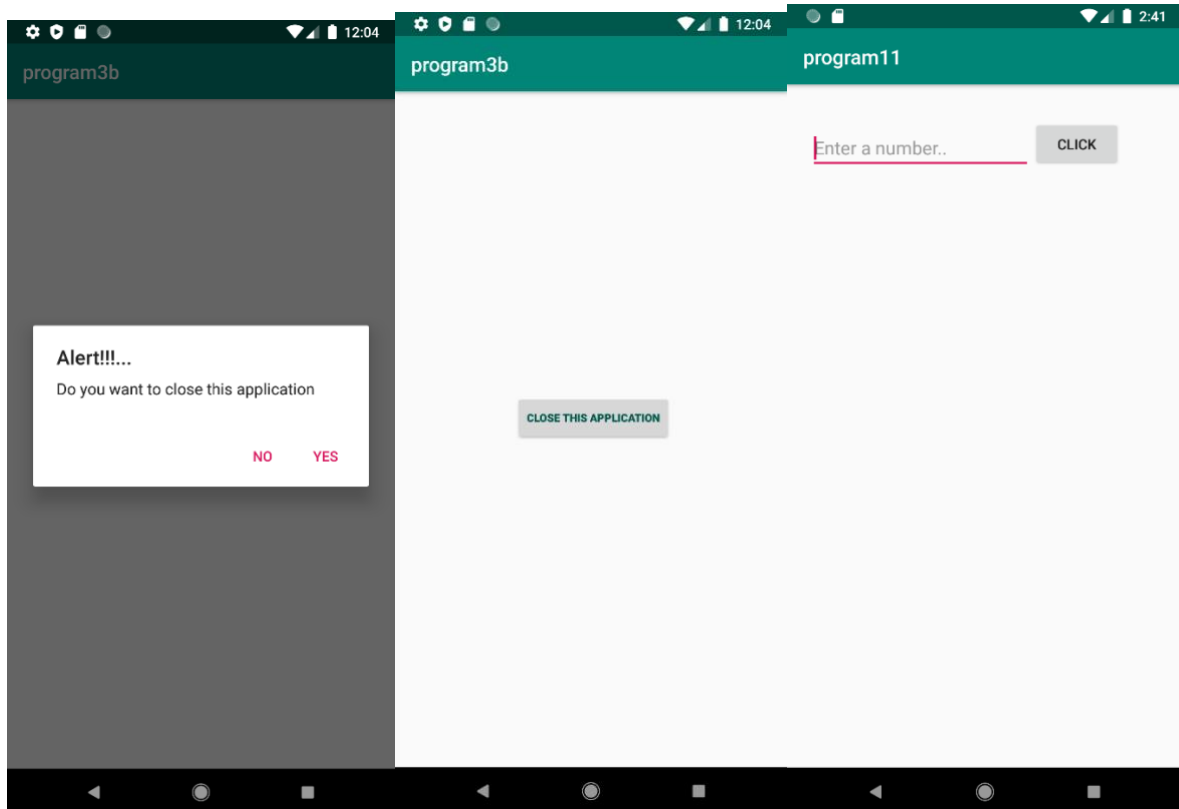 12:04
program3b
Alert!!!...
Do you want to close this application
NO YES
12:04
program3b
CLOSE THIS APPLICATION
2:41
program11
Enter a number..
CLICK